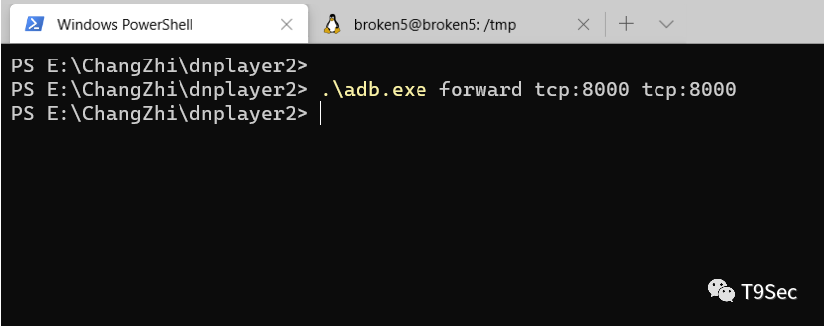 Windows PowerShell
broken5@broken5: /tmp
PS E:\ChangZhi\dnplayer2>
PS E:\ChangZhi\dnplayer2> .\adb.exe forward tcp:8000 tcp:8000
PS E:\ChangZhi\dnplayer2>
T9Sec